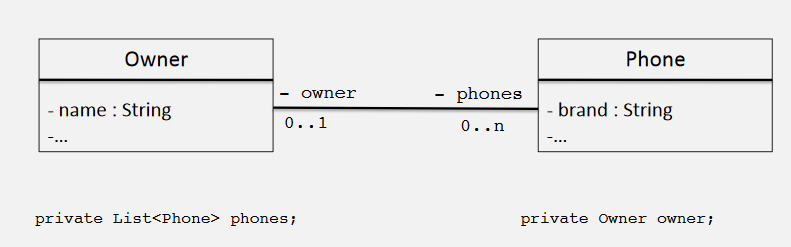 Owner
- name : String
-...
- owner
0..1
- phones
0..n
Phone
- brand : String
-...
private List<Phone> phones;
private Owner owner;